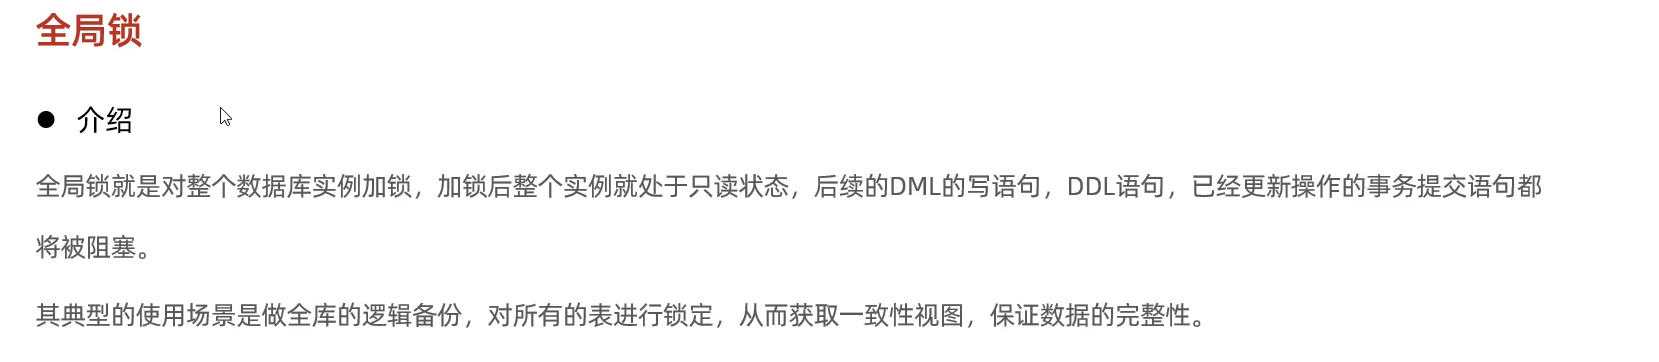 全局锁
● 介绍
全局锁就是对整个数据库实例加锁，加锁后整个实例就处于只读状态，后续的DML的写语句，DDL语句，已经更新操作的事务提交语句都
将被阻塞。
其典型的使用场景是做全库的逻辑备份，对所有的表进行锁定，从而获取一致性视图，保证数据的完整性。